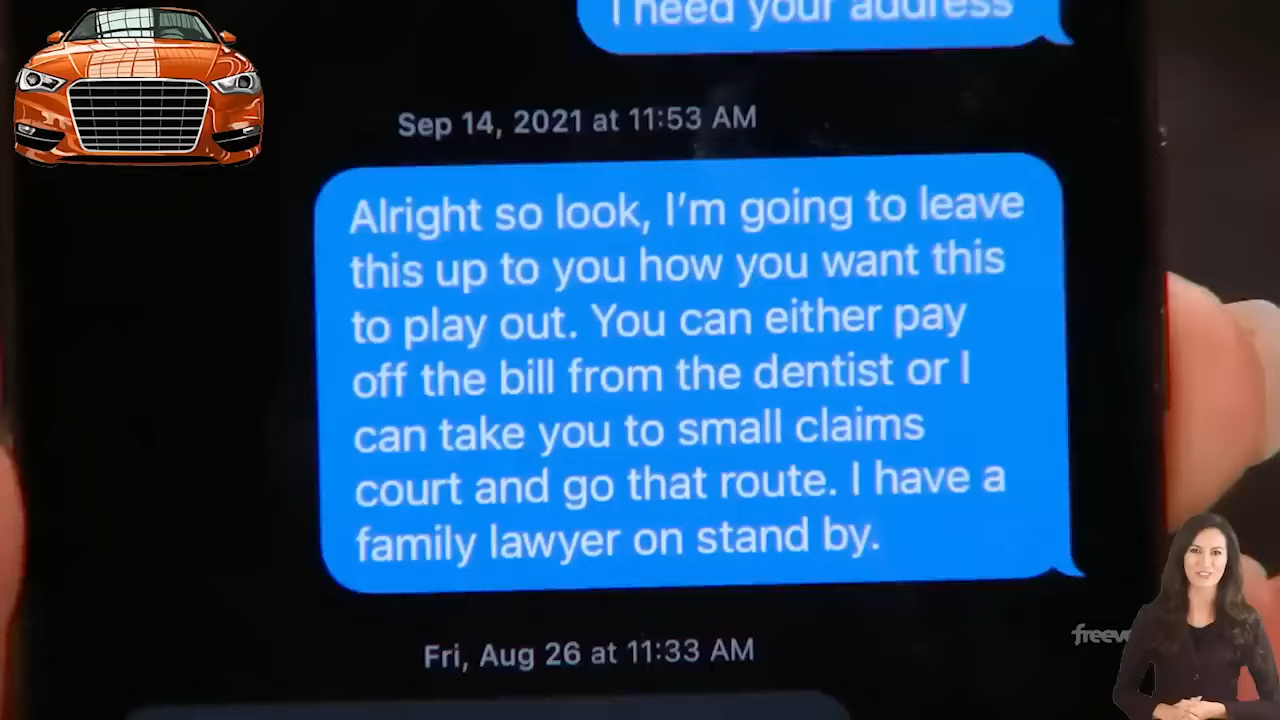 I need your address
Sep 14, 2021 at 11:53 AM
Alright so look, I'm going to leave
this up to you how you want this
to play out. You can either pay
off the bill from the dentist or I
can take you to small claims
court and go that route. I have a
family lawyer on stand by.
Fri, Aug 26 at 11:33 AM